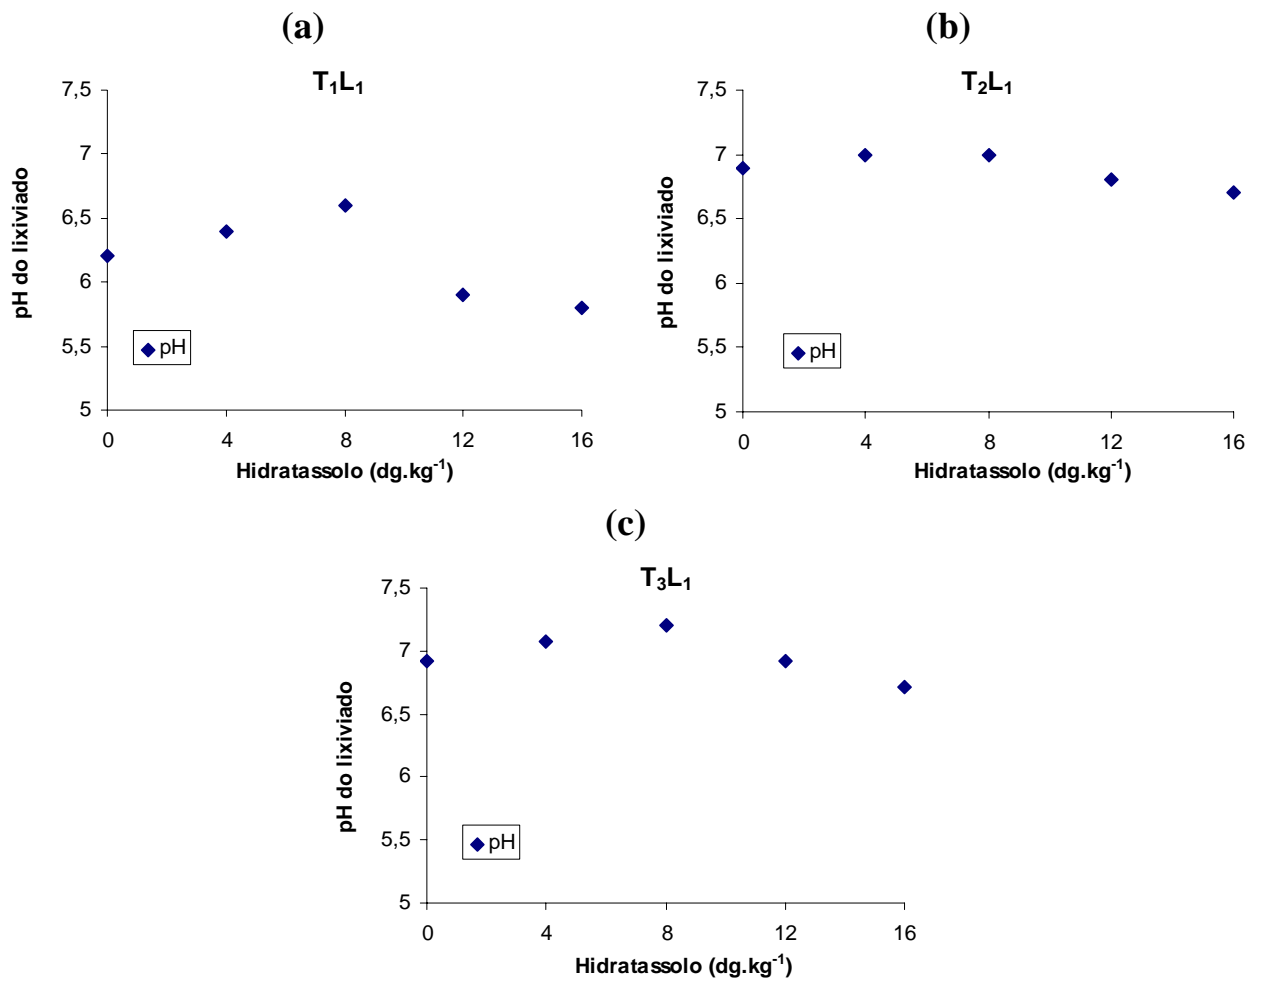 (a)
T₁L₁
7,5
7
6,5
6
5,5
5
pH do lixiviado
pH
0 4 8 12 16
Hidratassolo (dg.kg⁻¹)
(b)
T₂L₁
7,5
7
6,5
6
5,5
5
pH do lixiviado
pH
0 4 8 12 16
Hidratassolo (dg.kg⁻¹)
(c)
T₃L₁
7,5
7
6,5
6
5,5
5
pH do lixiviado
pH
0 4 8 12 16
Hidratassolo (dg.kg⁻¹)